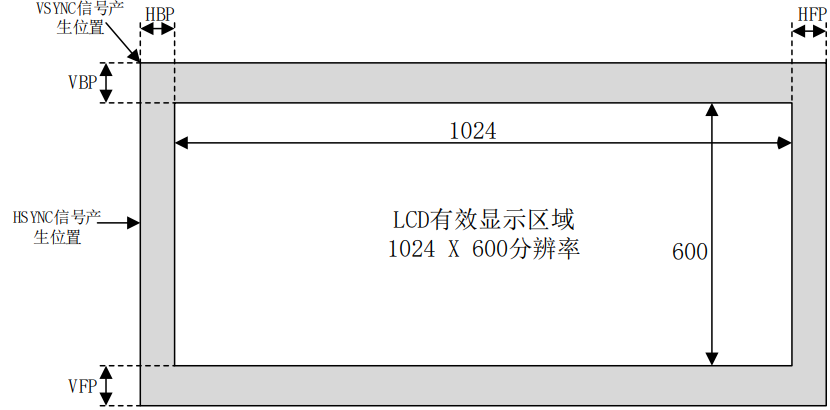 VSYNC信号产
生位置
HBP
HFP
VBP
1024
HSYNC信号产
生位置
LCD有效显示区域
1024 X 600分辨率
600
VFP